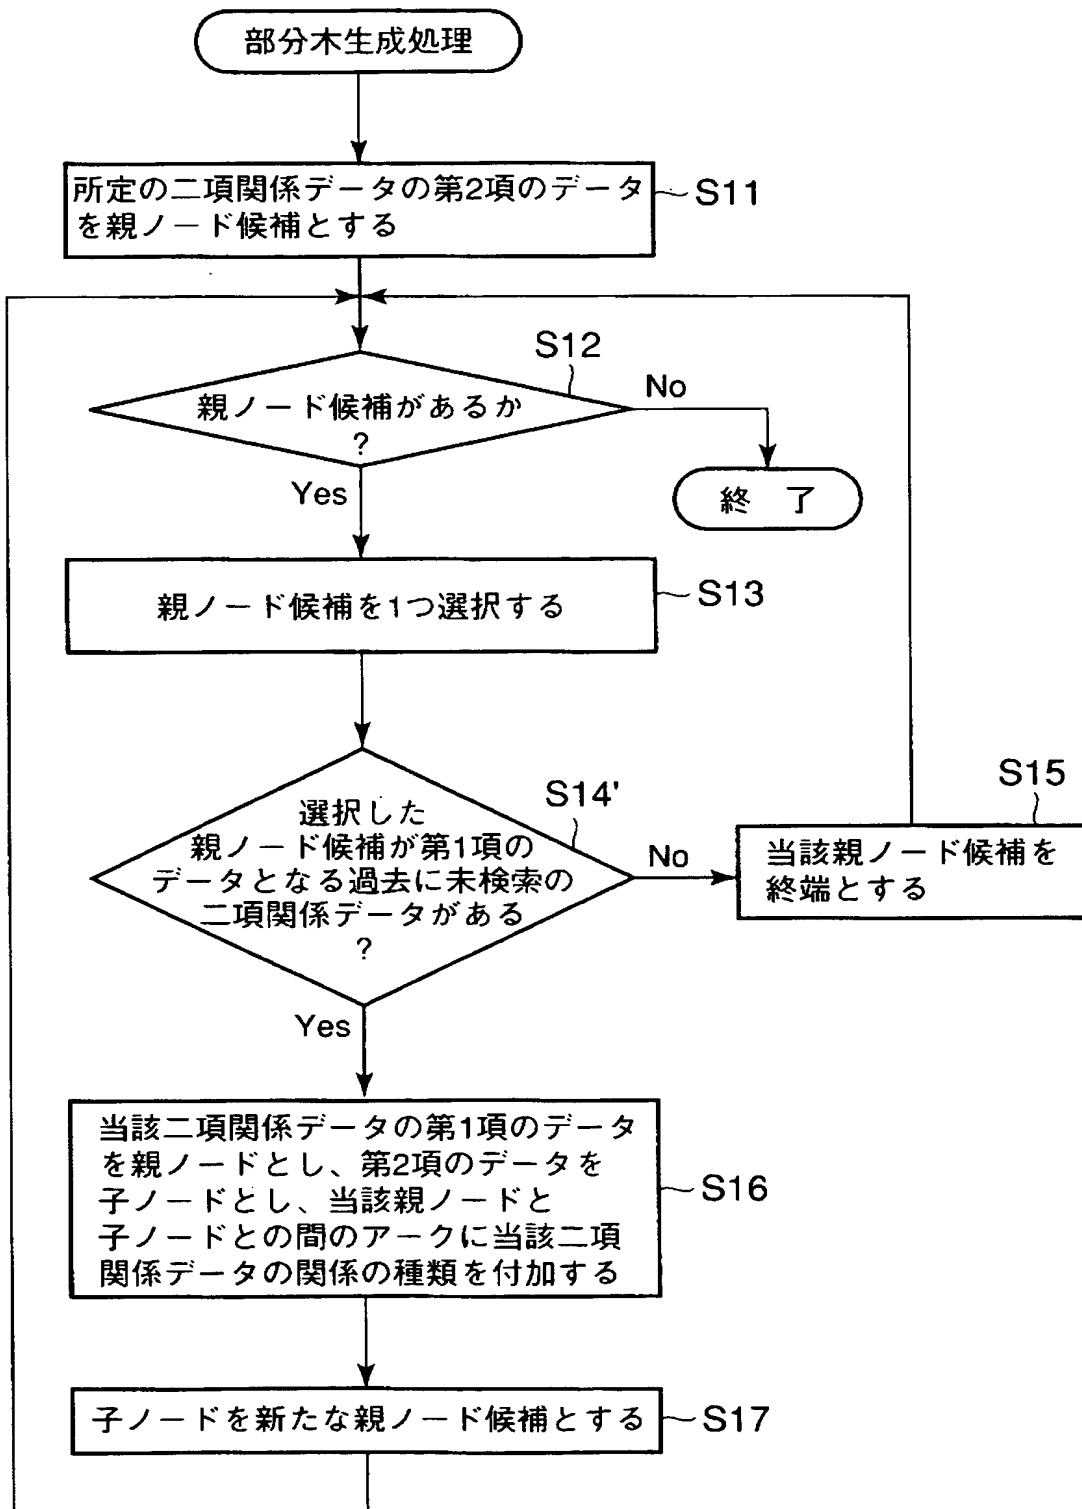 部分木生成処理
所定の二項関係データの第2項のデータ
を親ノード候補とする
S11
S12
親ノード候補があるか
?
No
Yes
終 了
親ノード候補を1つ選択する
S13
S14'
選択した
親ノード候補が第1項の
データとなる過去に未検索の
二項関係データがある
?
No
Yes
S15
当該親ノード候補を
終端とする
当該二項関係データの第1項のデータ
を親ノードとし、第2項のデータを
子ノードとし、当該親ノードと
子ノードとの間のアークに当該二項
関係データの関係の種類を付加する
S16
子ノードを新たな親ノード候補とする
S17